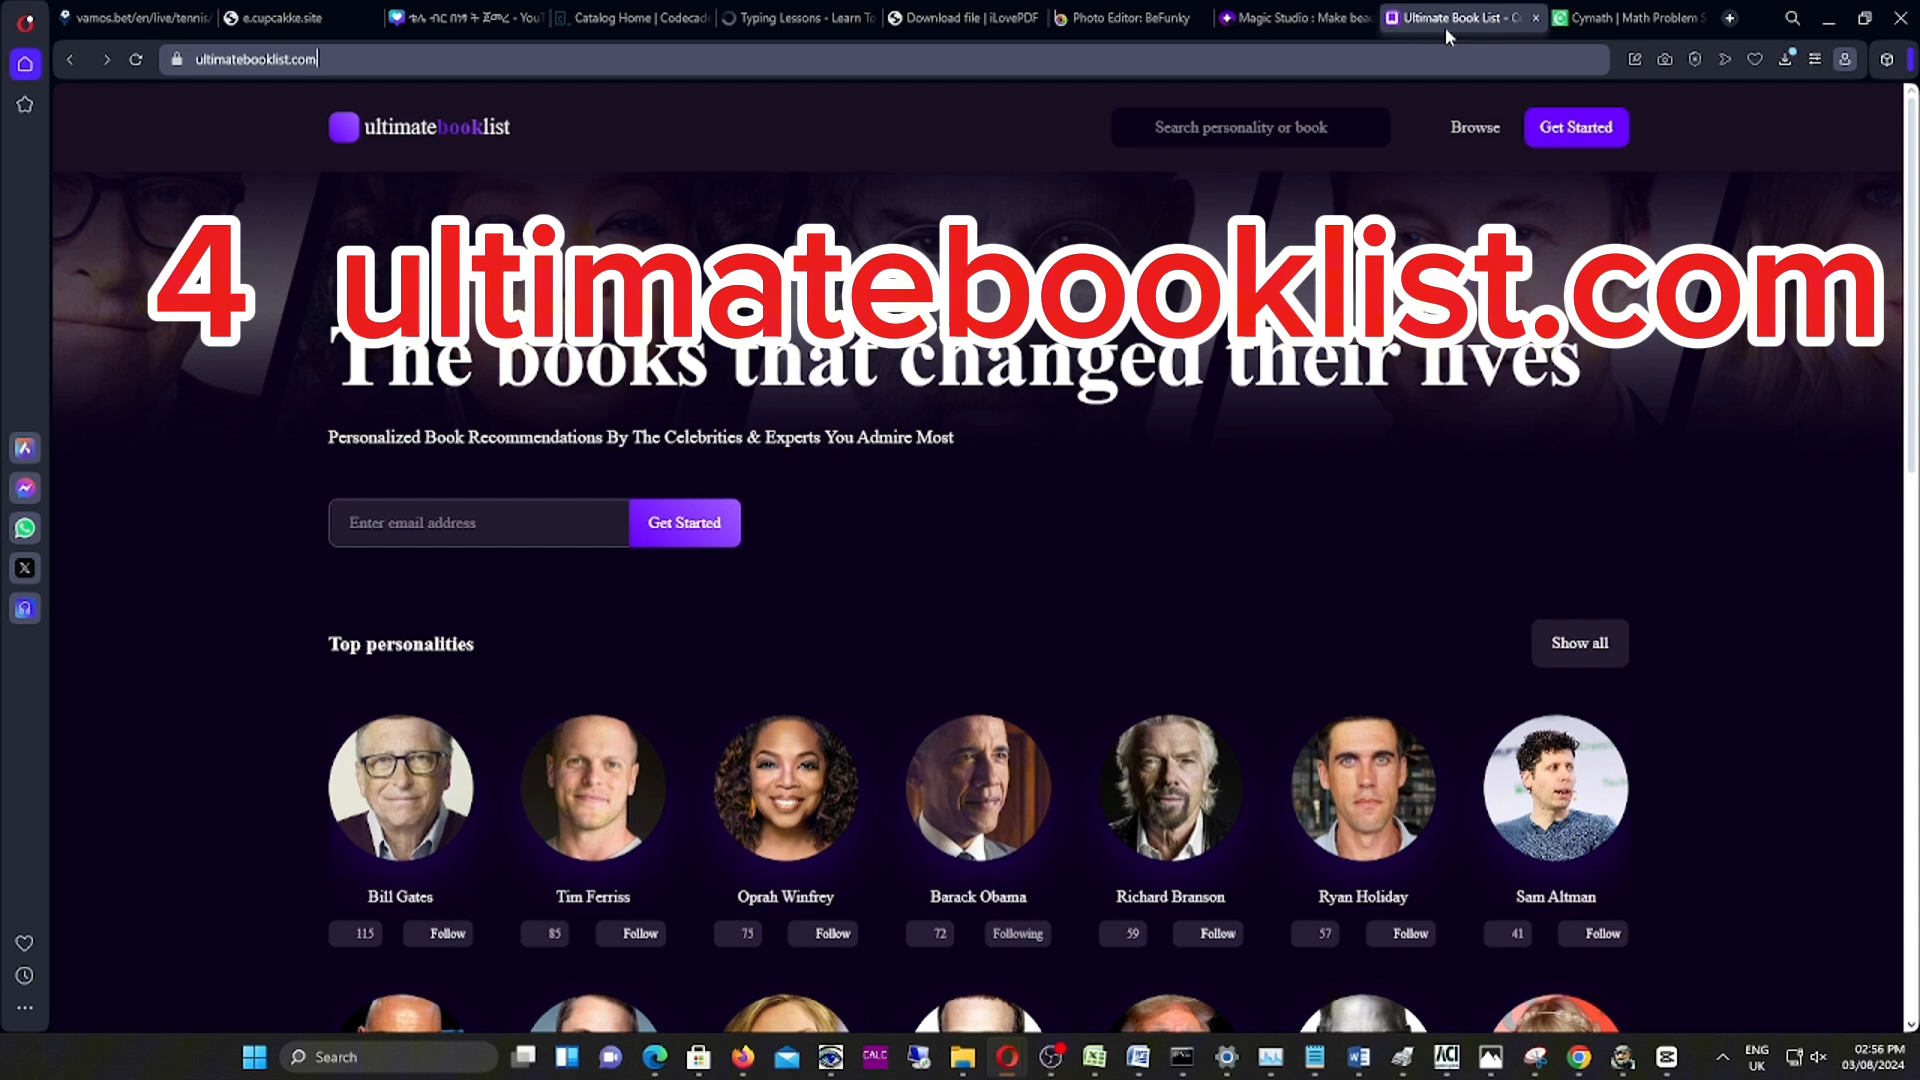 vamos.bet/en/live/tennis/
e.cupcakke.site
Catalog Home | Codecad
Typing Lessons - Learn To
Download file | iLovePDF
Photo Editor: BeFunky
Magic Studio : Make beau
Ultimate Book List - C
Cymath | Math Problem S
ultimatebooklist.com
ultimatebooklist
Search personality or book
Browse
Get Started
4 ultimatebooklist.com
The books that changed their lives
Personalized Book Recommendations By The Celebrities & Experts You Admire Most
Enter email address
Get Started
Top personalities
Show all
Bill Gates
Tim Ferriss
Oprah Winfrey
Barack Obama
Richard Branson
Ryan Holiday
Sam Altman
115 Follow
85 Follow
75 Follow
72 Following
59 Follow
57 Follow
41 Follow
Search
CALC
ACI
ENG
UK
02:56 PM
03/08/2024